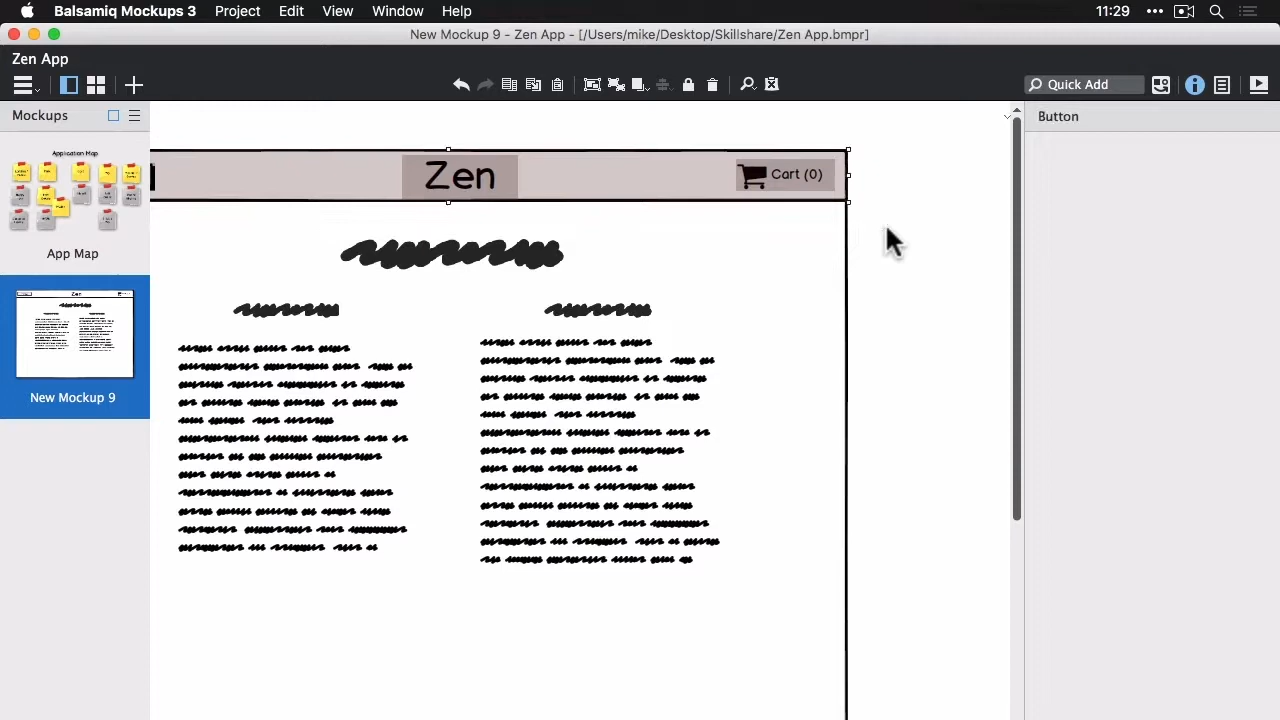 Balsamiq Mockups 3 Project Edit View Window Help 11:29
New Mockup 9 - Zen App - [/Users/mike/Desktop/Skillshare/Zen App.bmpr]
Zen App
Quick Add
Mockups
Button
Application Map
App Map
Zen
Cart (0)
Zen
New Mockup 9